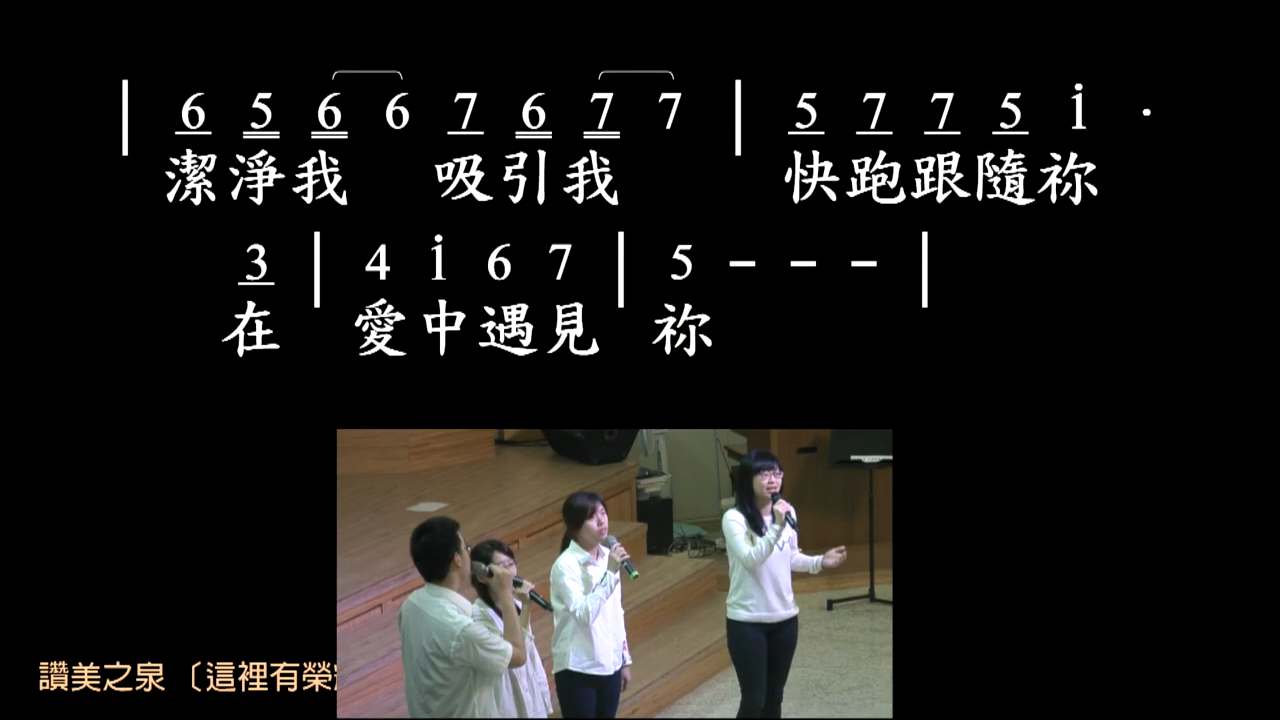 | 6 5 6 6 7 6 7 7 | 5 7 7 5 i ·
潔淨我 吸引我 快跑跟隨祢
3 | 4 i 6 7 | 5 - - - |
在 愛中遇見 祢
讚美之泉〔這裡有榮